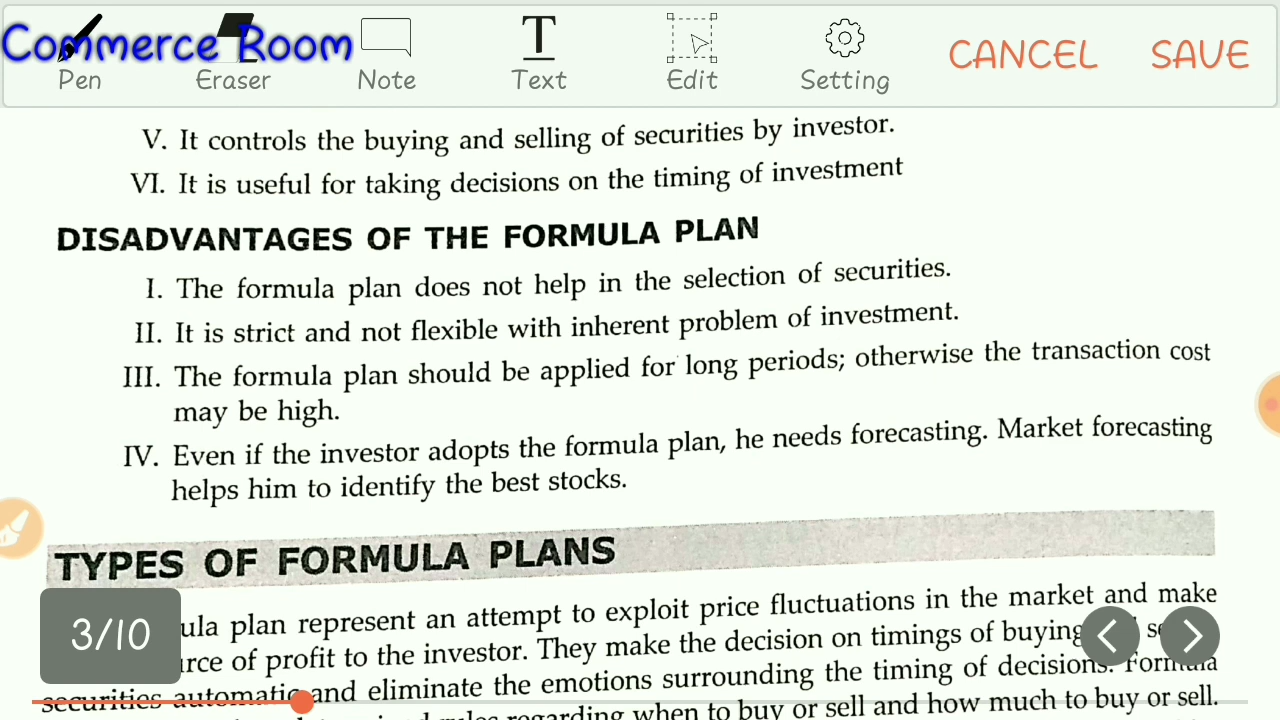 Commerce Room
Pen
Eraser
Note
Text
Edit
Setting
CANCEL
SAVE
V. It controls the buying and selling of securities by investor.
VI. It is useful for taking decisions on the timing of investment
DISADVANTAGES OF THE FORMULA PLAN
I. The formula plan does not help in the selection of securities.
II. It is strict and not flexible with inherent problem of investment.
III. The formula plan should be applied for long periods; otherwise the transaction cost
may be high.
IV. Even if the investor adopts the formula plan, he needs forecasting. Market forecasting
helps him to identify the best stocks.
TYPES OF FORMULA PLANS
plan represent an attempt to exploit price fluctuations in the market and make
of profit to the investor. They make the decision on timings of buying
securities automatic and eliminate the emotions surrounding the timing of decisions. Formula
rules regarding when to buy or sell and how much to buy or sell.
3/10